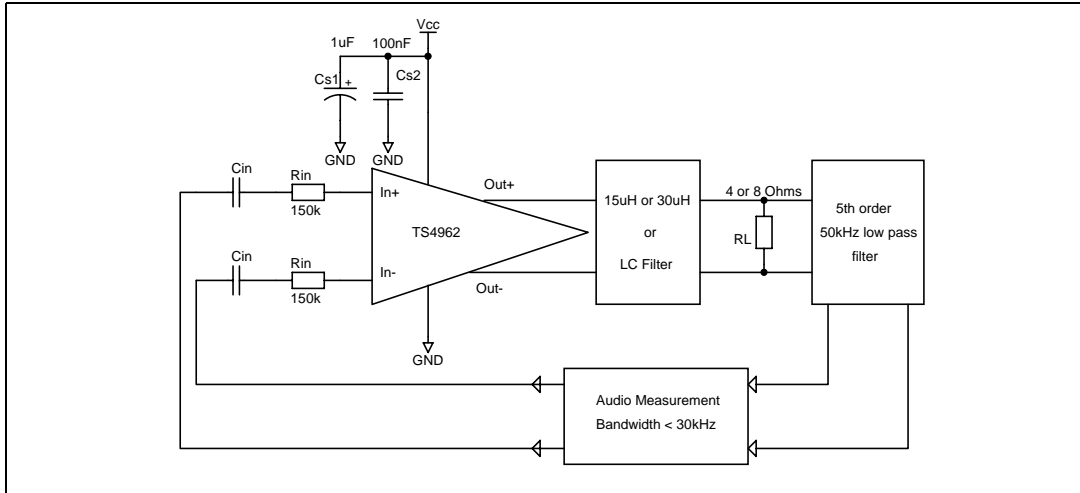 Vcc
1uF
100nF
Cs1
+
Cs2
GND
GND
Cin
Rin
150k
In+
Out+
TS4962
Cin
Rin
150k
In-
Out-
GND
15uH or 30uH
or
LC Filter
4 or 8 Ohms
RL
5th order
50kHz low pass
filter
Audio Measurement
Bandwidth < 30kHz